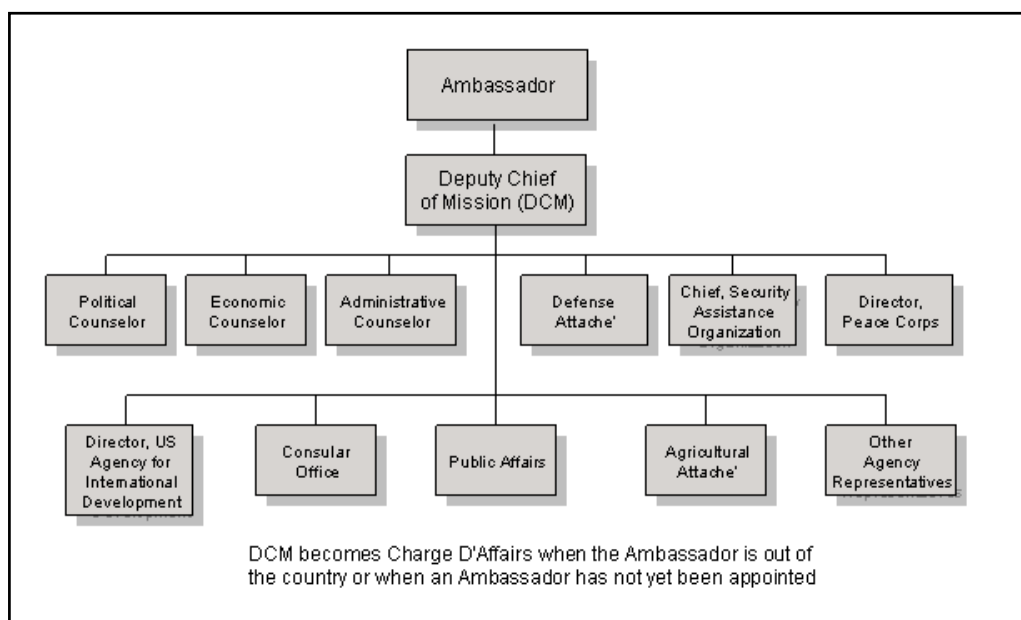 Ambassador
Deputy Chief
of Mission (DCM)
Political
Counselor
Economic
Counselor
Administrative
Counselor
Defense
Attache'
Chief, Security
Assistance
Organization
Director,
Peace Corps
Director, US
Agency for
International
Development
Consular
Office
Public Affairs
Agricultural
Attache'
Other
Agency
Representatives
DCM becomes Charge D'Affairs when the Ambassador is out of
the country or when an Ambassador has not yet been appointed